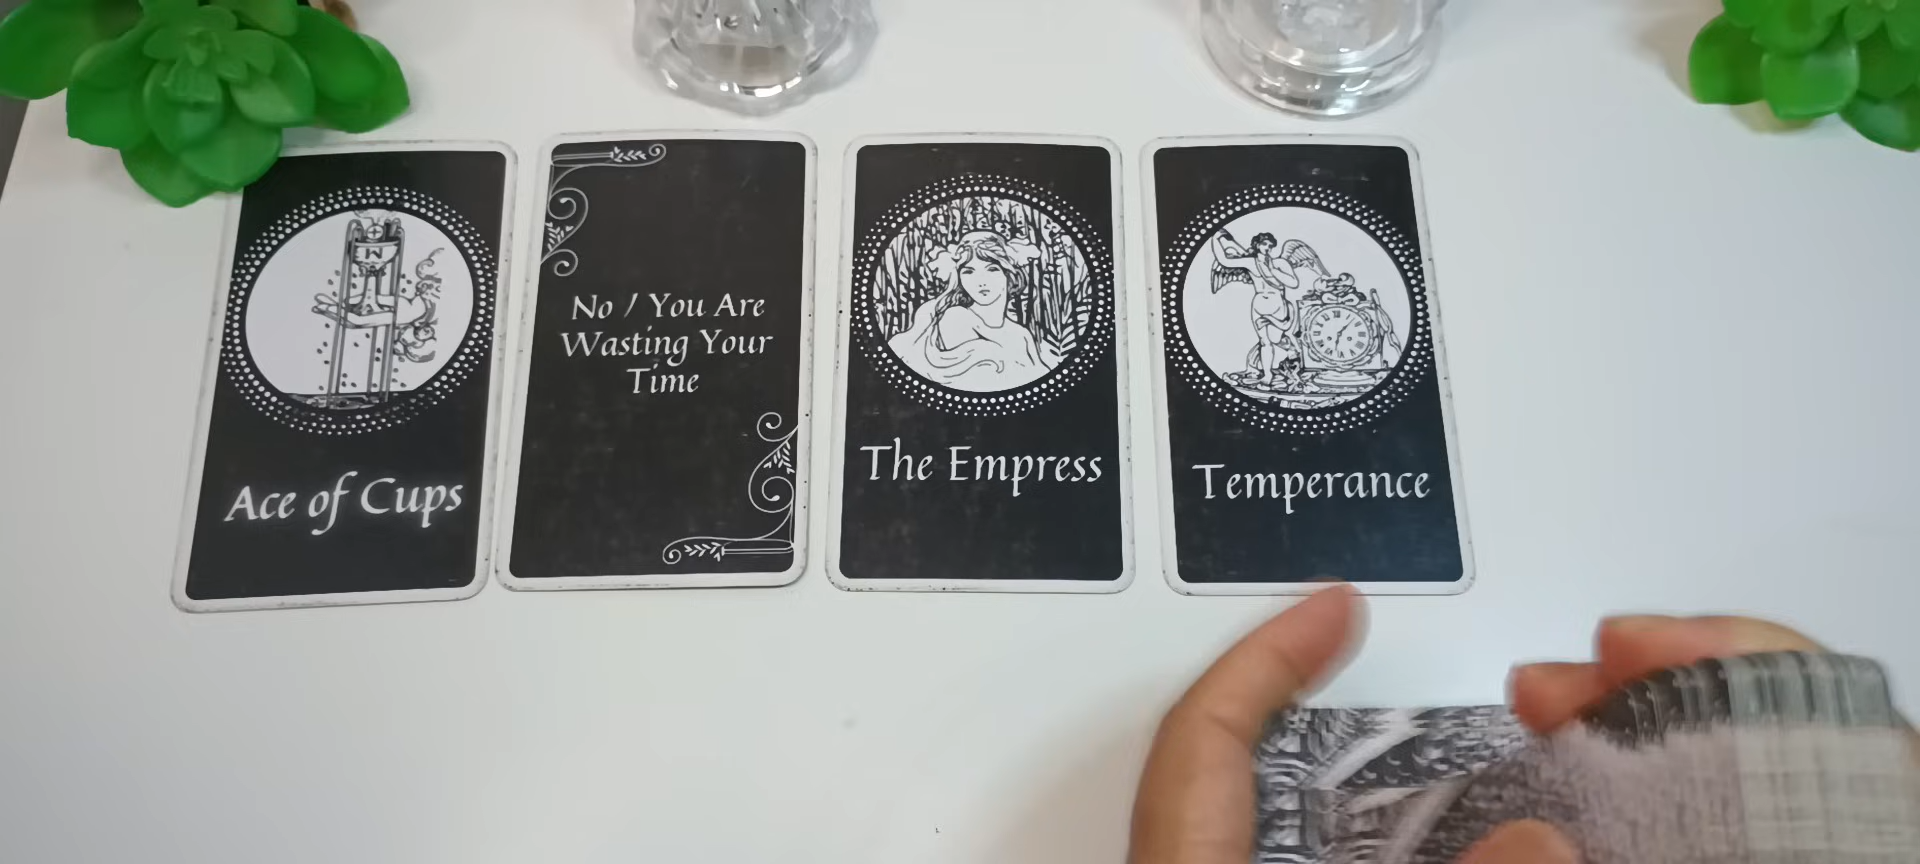 Ace of Cups
No / You Are
Wasting Your
Time
The Empress
Temperance